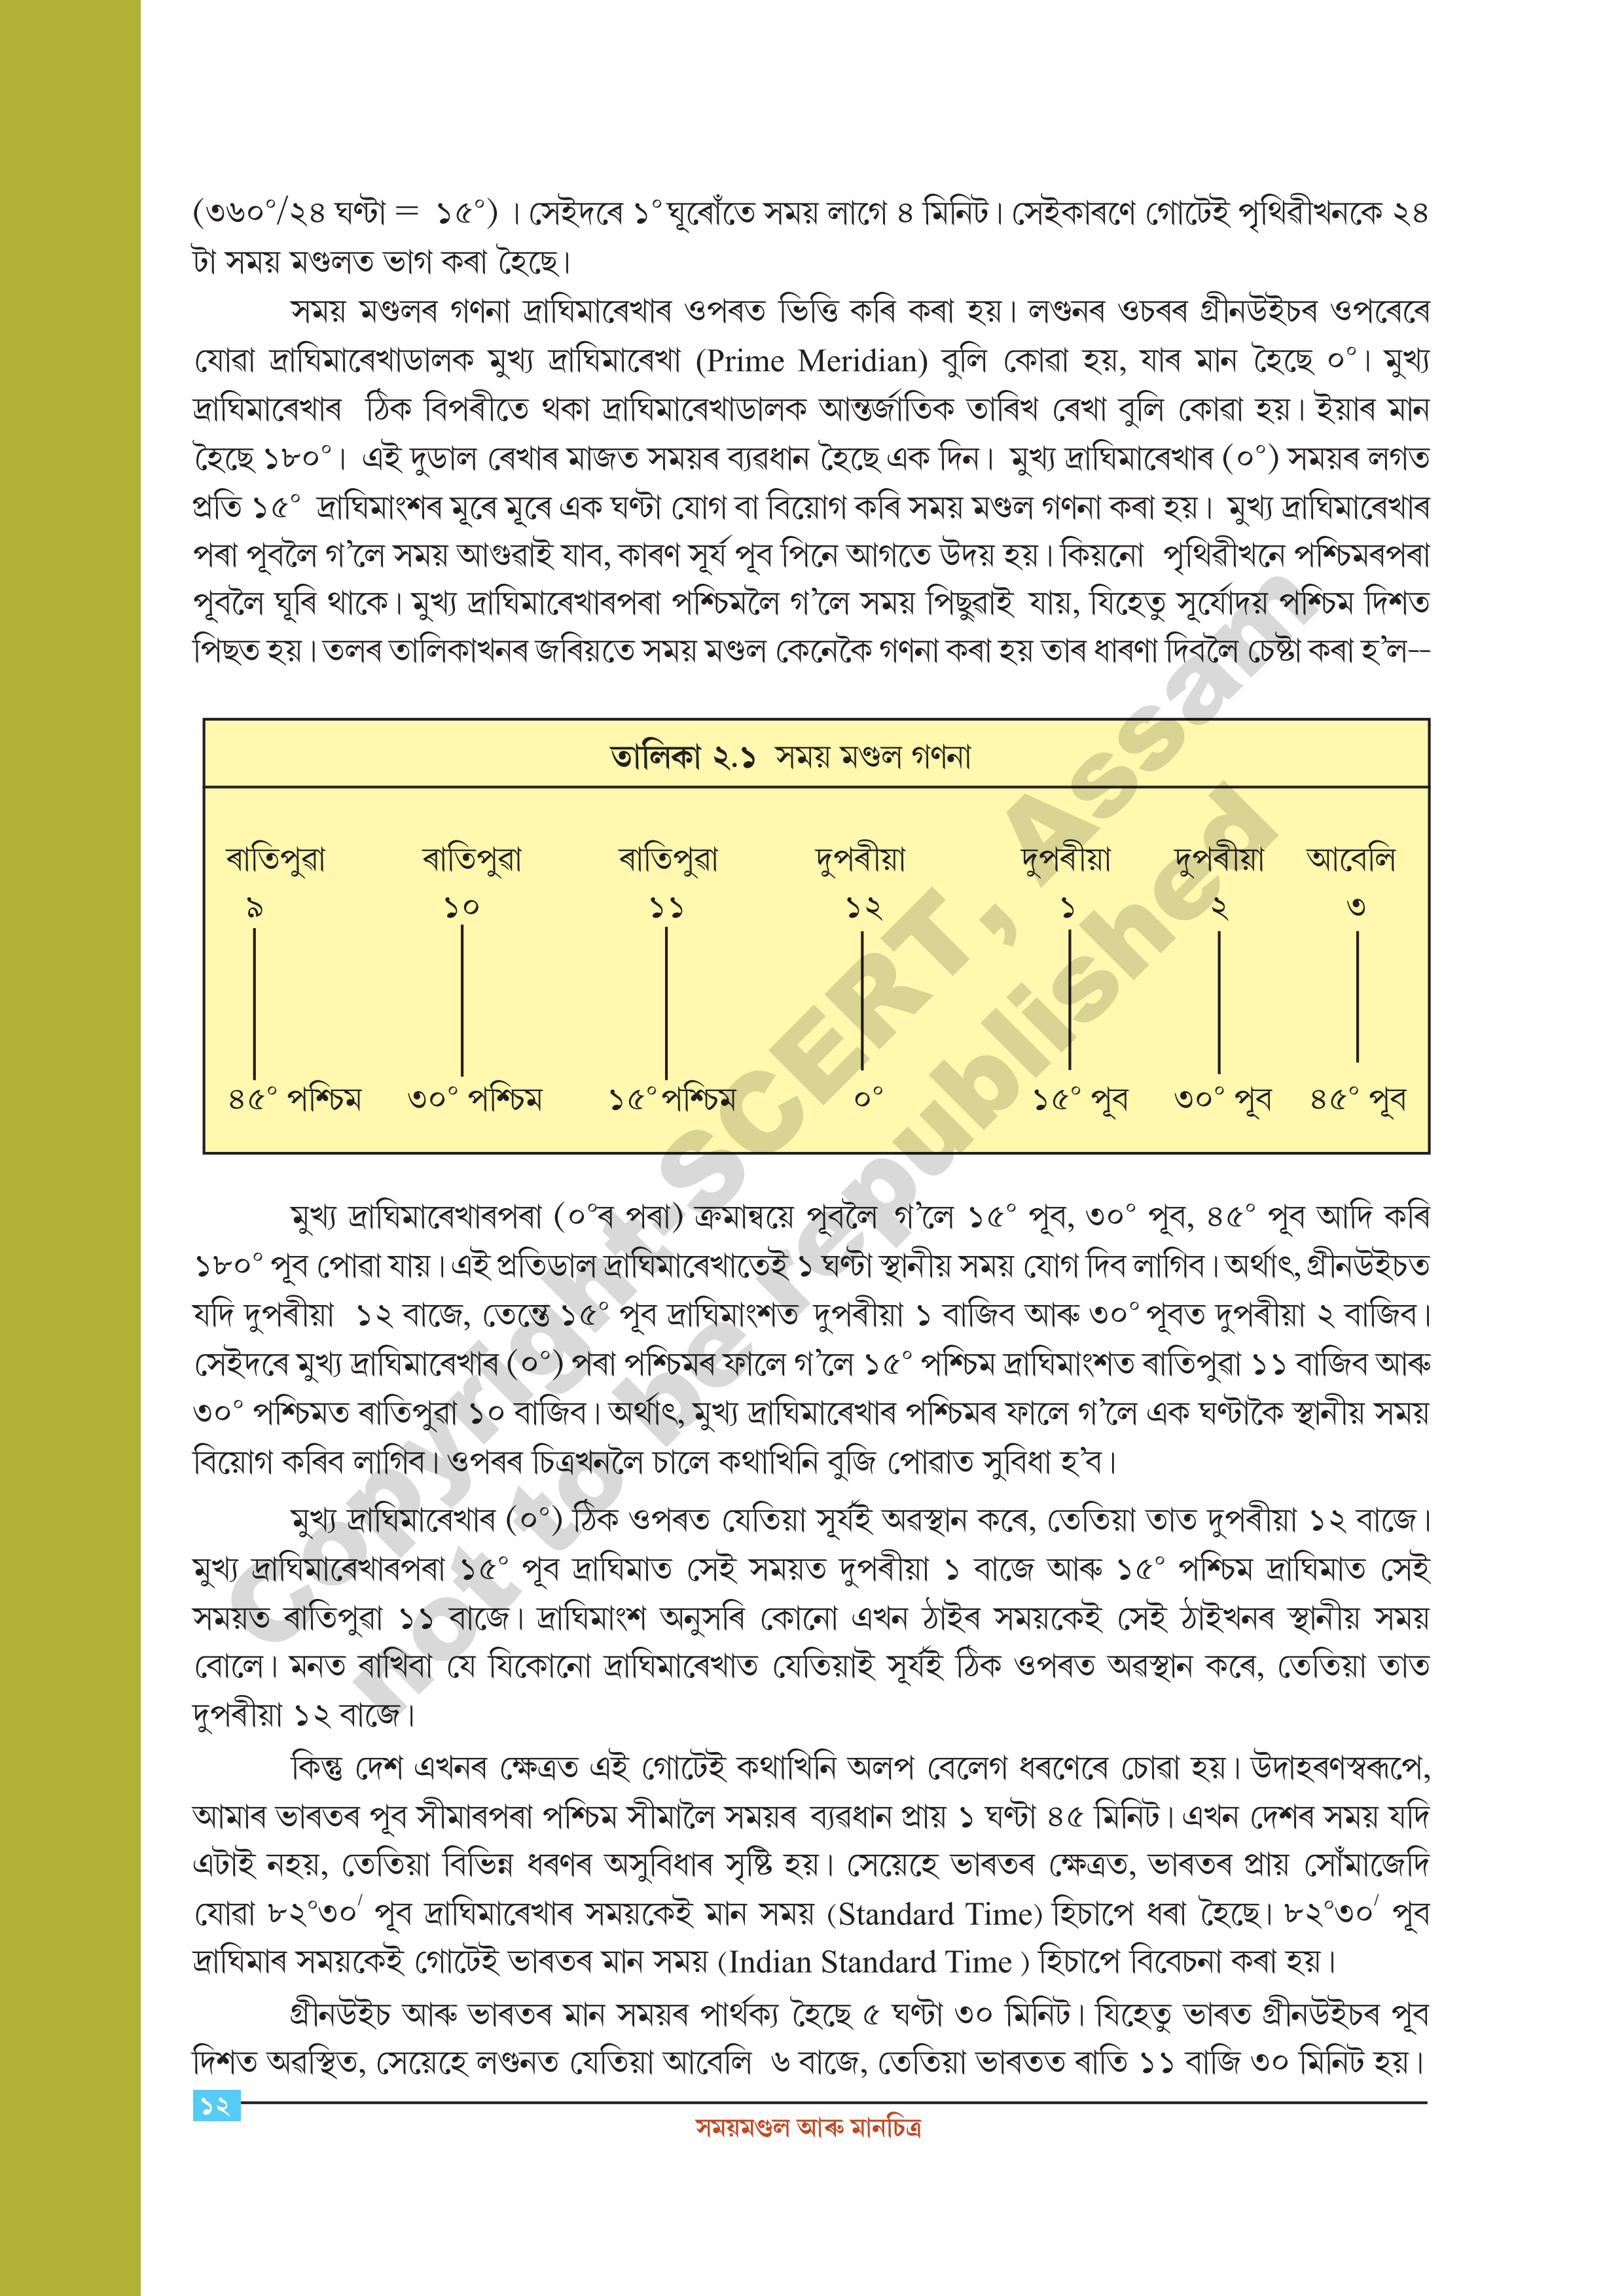 (৩৬০°/২৪ ঘণ্টা = ১৫°) । সেইদৰে ১° ঘূৰোঁতে সময় লাগে ৪ মিনিট। সেইকাৰণে গোটেই পৃথিৱীখনকে ২৪
টা সময় মণ্ডলত ভাগ কৰা হৈছে।
সময় মণ্ডলৰ গণনা দ্ৰাঘিমাৰেখাৰ ওপৰত ভিত্তি কৰি কৰা হয়। লণ্ডনৰ ওচৰৰ গ্ৰীনউইচৰ ওপৰেৰে
যোৱা দ্ৰাঘিমাৰেখাডালক মুখ্য দ্ৰাঘিমাৰেখা (Prime Meridian) বুলি কোৱা হয়, যাৰ মান হৈছে ০°। মুখ্য
দ্ৰাঘিমাৰেখাৰ ঠিক বিপৰীতে থকা দ্ৰাঘিমাৰেখাডালক আন্তৰ্জাতিক তাৰিখ ৰেখা বুলি কোৱা হয়। ইয়াৰ মান
হৈছে ১৮০°। এই দুডাল ৰেখাৰ মাজত সময়ৰ ব্যৱধান হৈছে এক দিন। মুখ্য দ্ৰাঘিমাৰেখাৰ (০°) সময়ৰ লগত
প্ৰতি ১৫° দ্ৰাঘিমাংশৰ মূৰে মূৰে এক ঘণ্টা যোগ বা বিয়োগ কৰি সময় মণ্ডল গণনা কৰা হয়। মুখ্য দ্ৰাঘিমাৰেখাৰ
পৰা পূবলৈ গ’লে সময় আগুৱাই যাব, কাৰণ সূৰ্য পূব পিনে আগতে উদয় হয়। কিয়নো পৃথিৱীখনে পশ্চিমৰপৰা
পূবলৈ ঘূৰি থাকে। মুখ্য দ্ৰাঘিমাৰেখাৰপৰা পশ্চিমলৈ গ’লে সময় পিছুৱাই যায়, যিহেতু সূৰ্যোদয় পশ্চিম দিশত
পিছত হয়। তলৰ তালিকাখনৰ জৰিয়তে সময় মণ্ডল কেনেকৈ গণনা কৰা হয় তাৰ ধাৰণা দিবলৈ চেষ্টা কৰা হ’ল--
তালিকা ২.১ সময় মণ্ডল গণনা
ৰাতিপুৱা ৰাতিপুৱা ৰাতিপুৱা দুপৰীয়া দুপৰীয়া দুপৰীয়া আবেলি
৯ ১০ ১১ ১২ ১ ২ ৩
৪৫° পশ্চিম ৩০° পশ্চিম ১৫° পশ্চিম ০° ১৫° পূব ৩০° পূব ৪৫° পূব
মুখ্য দ্ৰাঘিমাৰেখাৰপৰা (০°ৰ পৰা) ক্ৰমান্বয়ে পূবলৈ গ’লে ১৫° পূব, ৩০° পূব, ৪৫° পূব আদি কৰি
১৮০° পূব পোৱা যায়। এই প্ৰতিডাল দ্ৰাঘিমাৰেখাতেই ১ ঘণ্টা স্থানীয় সময় যোগ দিব লাগিব। অৰ্থাৎ, গ্ৰীনউইচত
যদি দুপৰীয়া ১২ বাজে, তেন্তে ১৫° পূব দ্ৰাঘিমাংশত দুপৰীয়া ১ বাজিব আৰু ৩০° পূবত দুপৰীয়া ২ বাজিব।
সেইদৰে মুখ্য দ্ৰাঘিমাৰেখাৰ (০°) পৰা পশ্চিমৰ ফালে গ’লে ১৫° পশ্চিম দ্ৰাঘিমাংশত ৰাতিপুৱা ১১ বাজিব আৰু
৩০° পশ্চিমত ৰাতিপুৱা ১০ বাজিব। অৰ্থাৎ, মুখ্য দ্ৰাঘিমাৰেখাৰ পশ্চিমৰ ফালে গ’লে এক ঘণ্টাকৈ স্থানীয় সময়
বিয়োগ কৰিব লাগিব। ওপৰৰ চিত্ৰখনলৈ চালে কথাখিনি বুজি পোৱাত সুবিধা হ’ব।
মুখ্য দ্ৰাঘিমাৰেখাৰ (০°) ঠিক ওপৰত যেতিয়া সূৰ্যই অৱস্থান কৰে, তেতিয়া তাত দুপৰীয়া ১২ বাজে।
মুখ্য দ্ৰাঘিমাৰেখাৰপৰা ১৫° পূব দ্ৰাঘিমাত সেই সময়ত দুপৰীয়া ১ বাজে আৰু ১৫° পশ্চিম দ্ৰাঘিমাত সেই
সময়ত ৰাতিপুৱা ১১ বাজে। দ্ৰাঘিমাংশ অনুসৰি কোনো এখন ঠাইৰ সময়কেই সেই ঠাইখনৰ স্থানীয় সময়
বোলে। মনত ৰাখিবা যে যিকোনো দ্ৰাঘিমাৰেখাত যেতিয়াই সূৰ্যই ঠিক ওপৰত অৱস্থান কৰে, তেতিয়া তাত
দুপৰীয়া ১২ বাজে।
কিন্তু দেশ এখনৰ ক্ষেত্ৰত এই গোটেই কথাখিনি অলপ বেলেগ ধৰণেৰে চোৱা হয়। উদাহৰণস্বৰূপে,
আমাৰ ভাৰতৰ পূব সীমাৰপৰা পশ্চিম সীমালৈ সময়ৰ ব্যৱধান প্ৰায় ১ ঘণ্টা ৪৫ মিনিট। এখন দেশৰ সময় যদি
এটাই নহয়, তেতিয়া বিভিন্ন ধৰণৰ অসুবিধাৰ সৃষ্টি হয়। সেয়েহে ভাৰতৰ ক্ষেত্ৰত, ভাৰতৰ প্ৰায় সোঁমাজেদি
যোৱা ৮২°৩০/ পূব দ্ৰাঘিমাৰেখাৰ সময়কেই মান সময় (Standard Time) হিচাপে ধৰা হৈছে। ৮২°৩০/ পূব
দ্ৰাঘিমাৰ সময়কেই গোটেই ভাৰতৰ মান সময় (Indian Standard Time ) হিচাপে বিবেচনা কৰা হয়।
গ্ৰীনউইচ আৰু ভাৰতৰ মান সময়ৰ পাৰ্থক্য হৈছে ৫ ঘণ্টা ৩০ মিনিট। যিহেতু ভাৰত গ্ৰীনউইচৰ পূব
দিশত অৱস্থিত, সেয়েহে লণ্ডনত যেতিয়া আবেলি ৬ বাজে, তেতিয়া ভাৰতত ৰাতি ১১ বাজি ৩০ মিনিট হয়।
১২
সময়মণ্ডল আৰু মানচিত্ৰ
Copyright SCERT, Assam
not to be republished